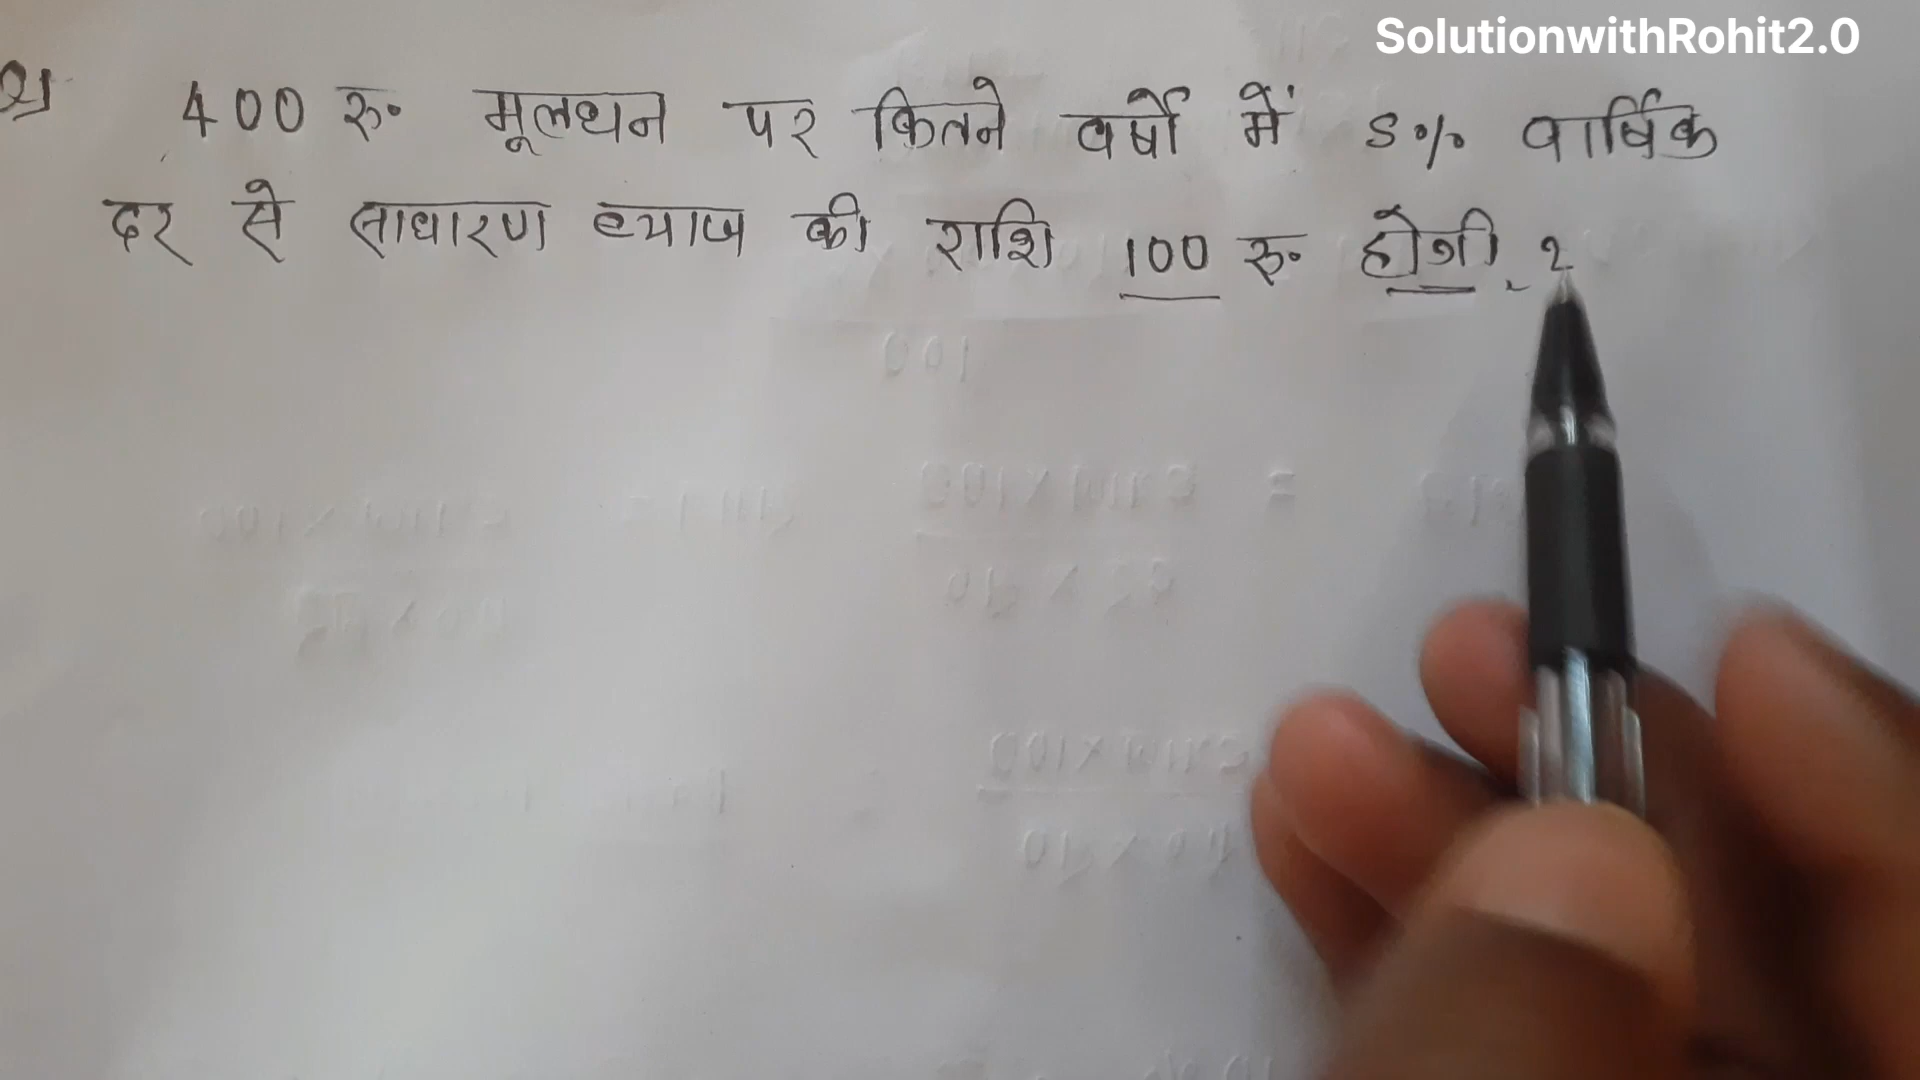 SolutionwithRohit2.0
400 रु० मूलधन पर कितने वर्षो में 5% वार्षिक
दर से साधारण ब्याज की राशि 100 रु० होगी ?